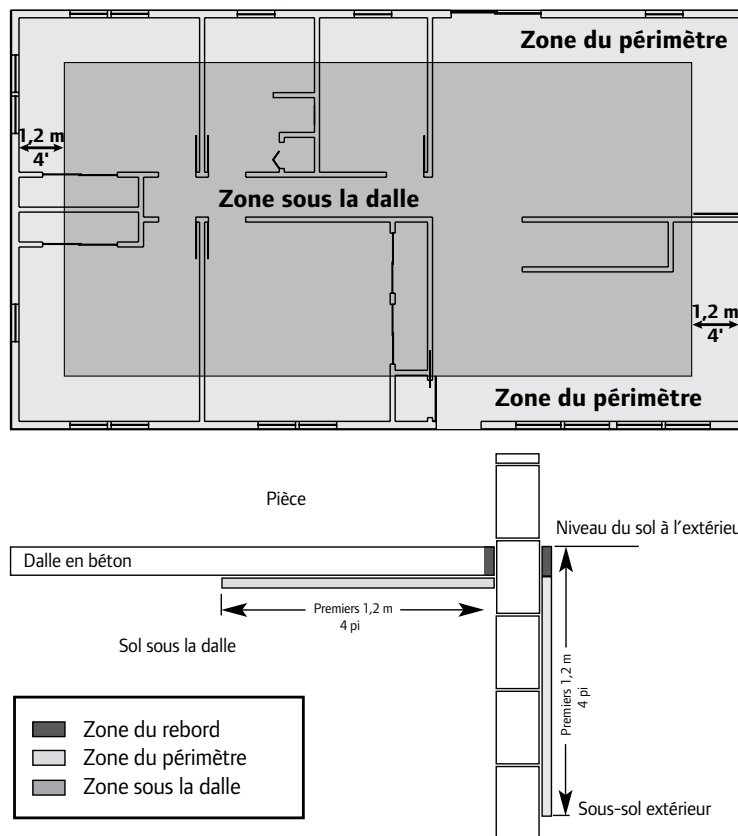 Zone du périmètre
1,2 m
4'
Zone sous la dalle
1,2 m
4'
Zone du périmètre
Pièce
Niveau du sol à l'extérieu
Dalle en béton
Premiers 1,2 m
4 pi
Sol sous la dalle
Premiers 1,2 m
4 pi
Zone du rebord
Zone du périmètre
Zone sous la dalle
Sous-sol extérieur